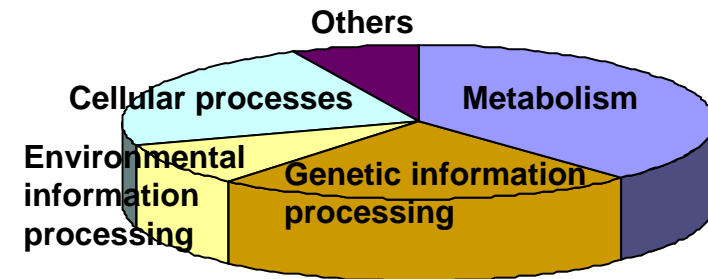 Others
Cellular processes
Metabolism
Environmental
information
processing
Genetic information
processing